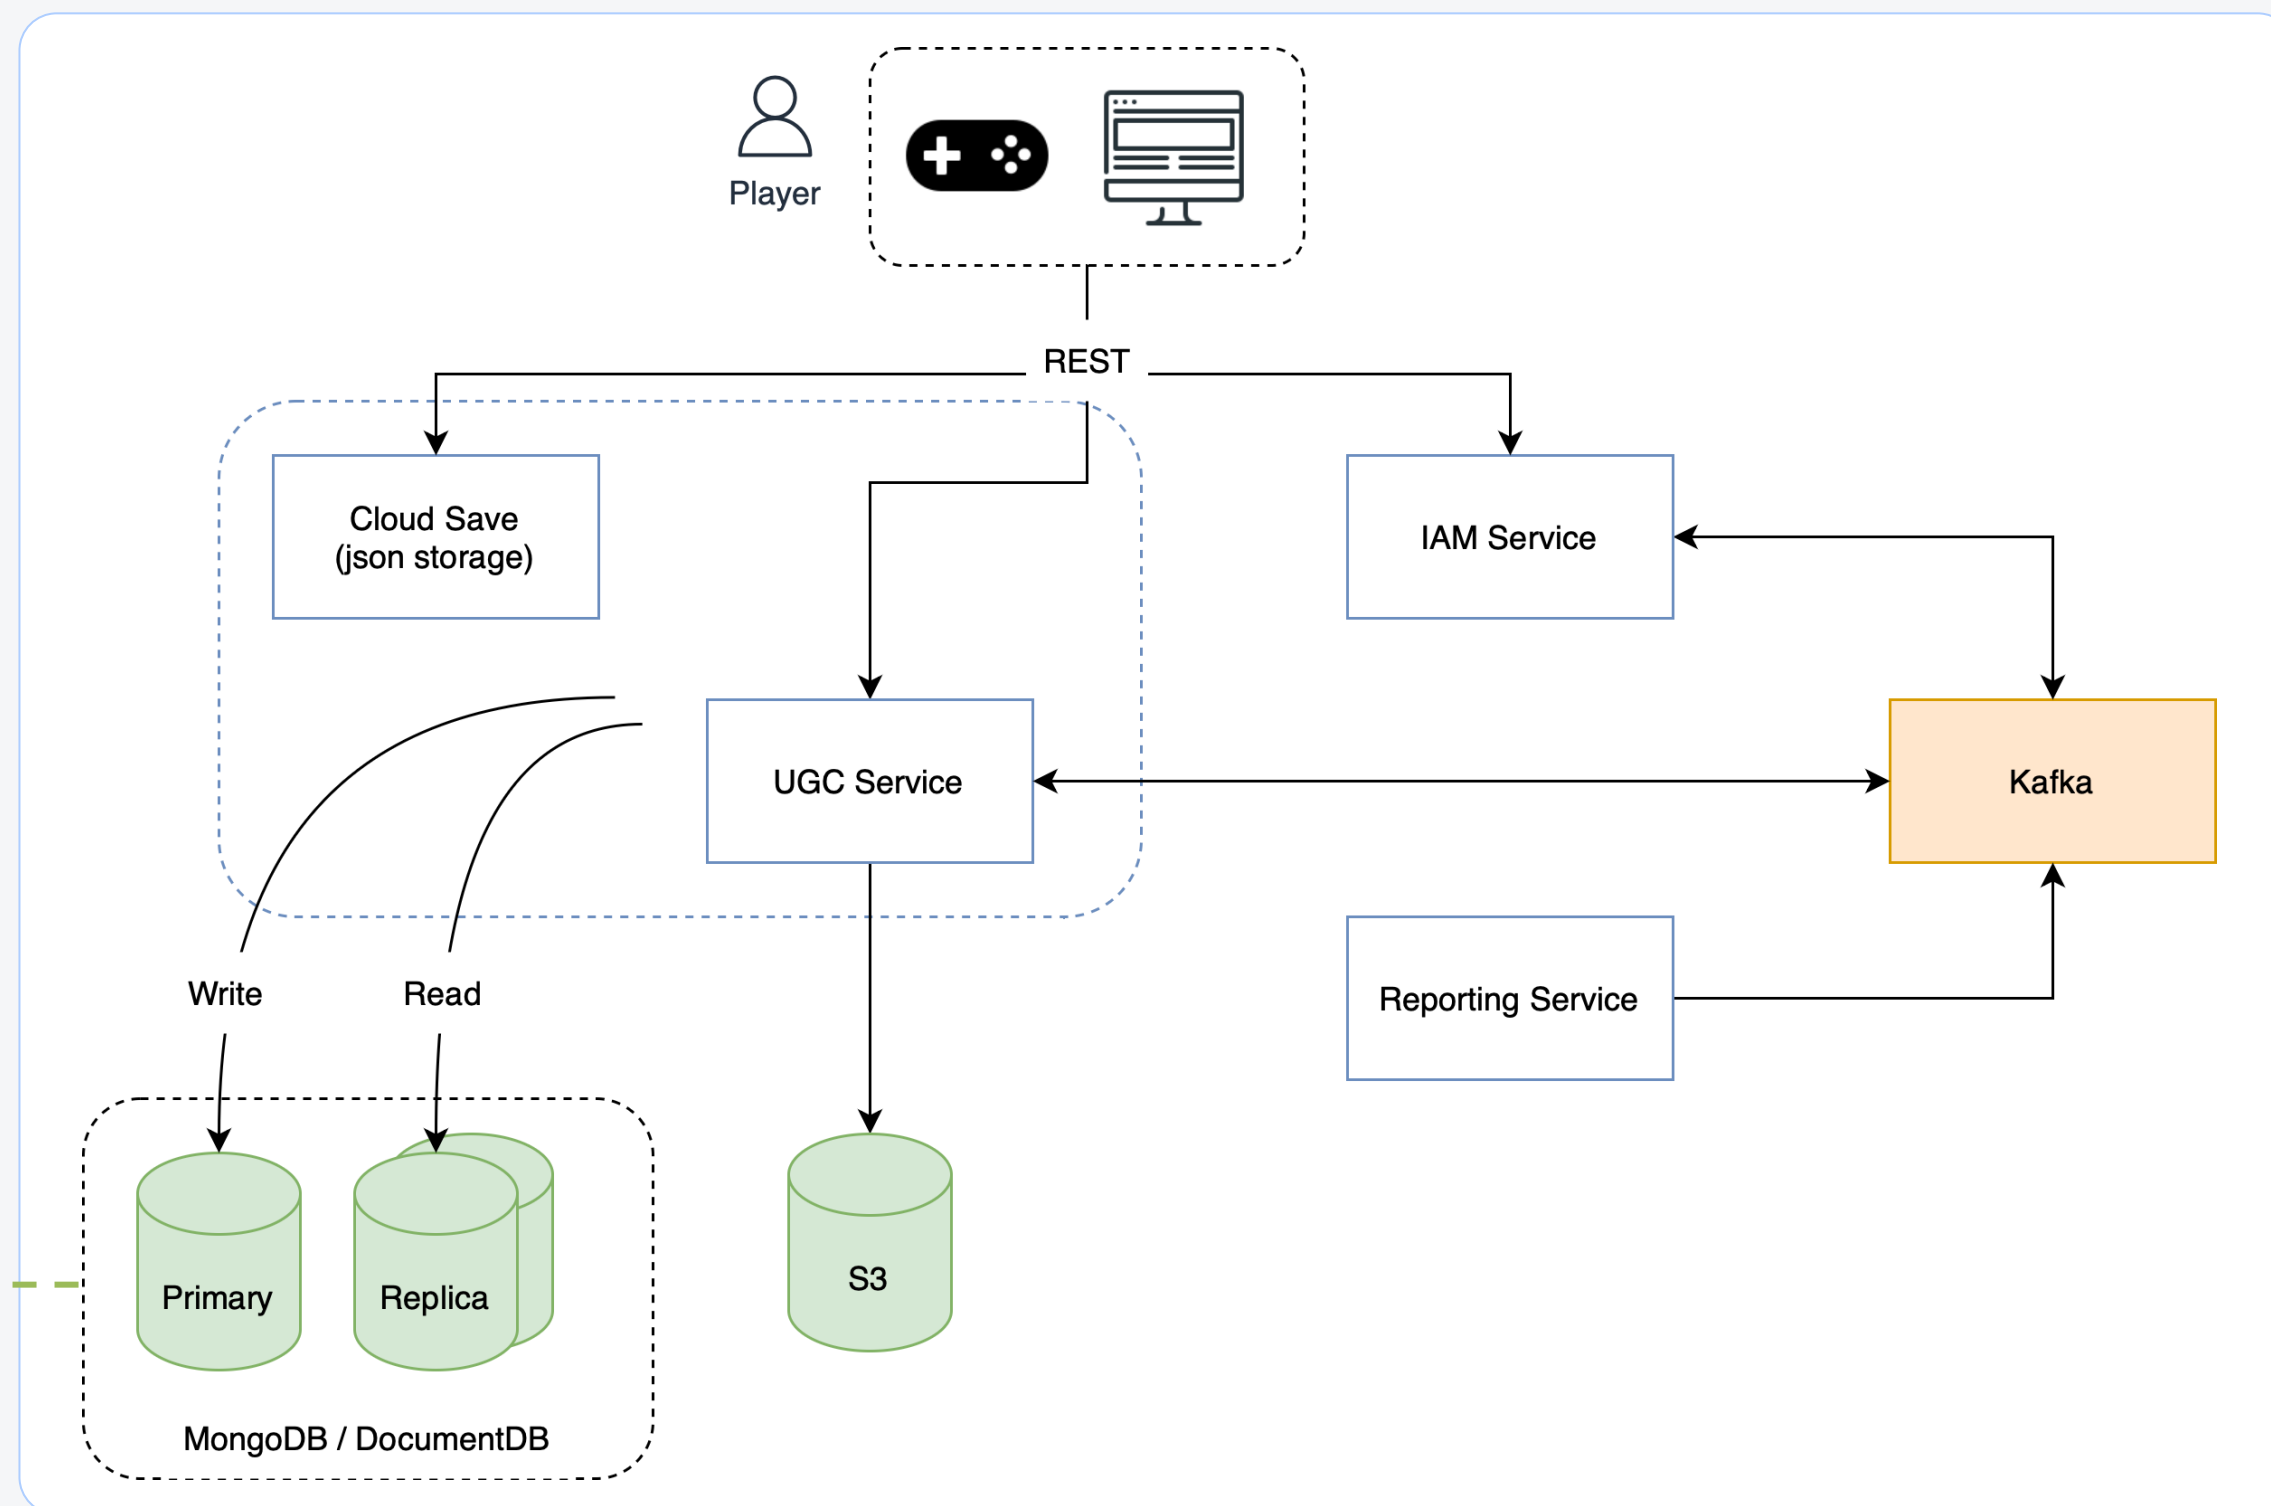 Player
REST
Cloud Save
(json storage)
IAM Service
UGC Service
Kafka
Write
Read
Reporting Service
Primary
Replica
S3
MongoDB / DocumentDB